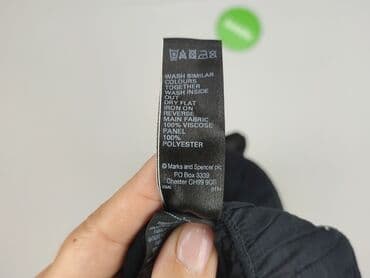 WASH SIMILAR
COLOURS
TOGETHER
WASH INSIDE
OUT
DRY FLAT
IRON ON
REVERSE
MAIN FABRIC
100% VISCOSE
PANEL
100%
POLYESTER
© Marks and Spencer plc
PO Box 3339
Chester CH99 9QS